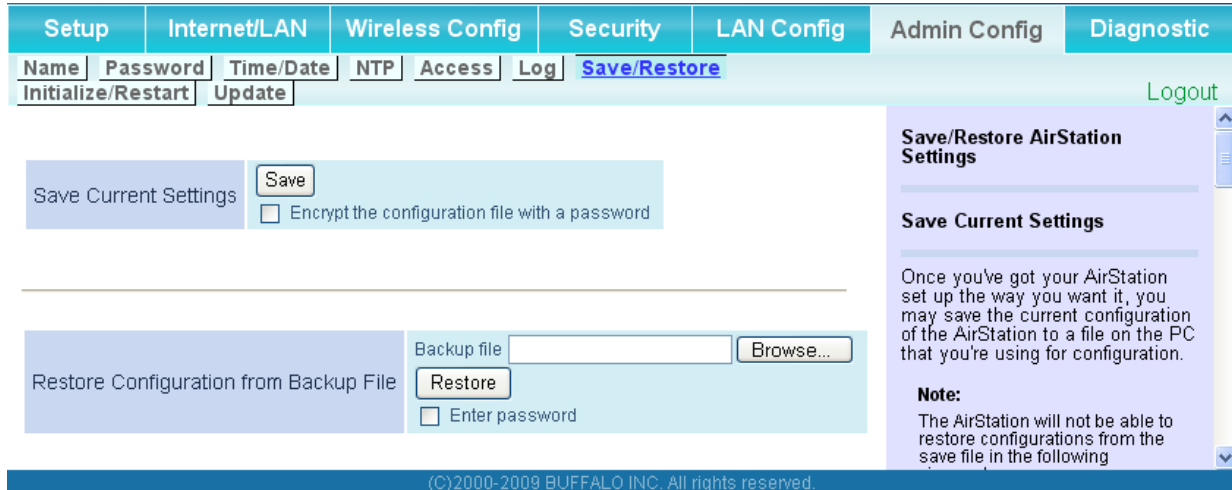 Setup Internet/LAN Wireless Config Security LAN Config Admin Config Diagnostic
Name Password Time/Date NTP Access Log Save/Restore
Initialize/Restart Update
Logout
Save Current Settings
Save
Encrypt the configuration file with a password
Restore Configuration from Backup File
Backup file Browse...
Restore
Enter password
Save/Restore AirStation
Settings
Save Current Settings
Once you've got your AirStation
set up the way you want it, you
may save the current configuration
of the AirStation to a file on the PC
that you're using for configuration.
Note:
The AirStation will not be able to
restore configurations from the
save file in the following
(C)2000-2009 BUFFALO INC. All rights reserved.